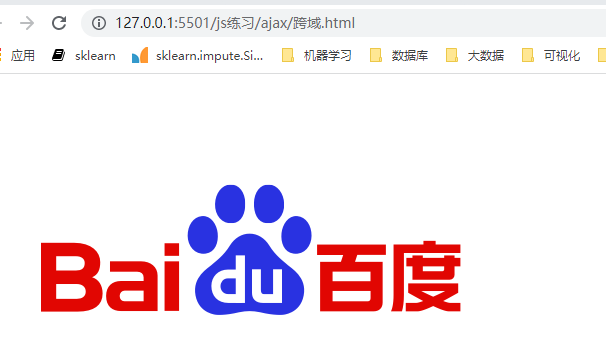 127.0.0.1:5501/js练习/ajax/跨域.html
应用 sklearn sklearn.impute.Si... 机器学习 数据库 大数据 可视化
Bai du 百度